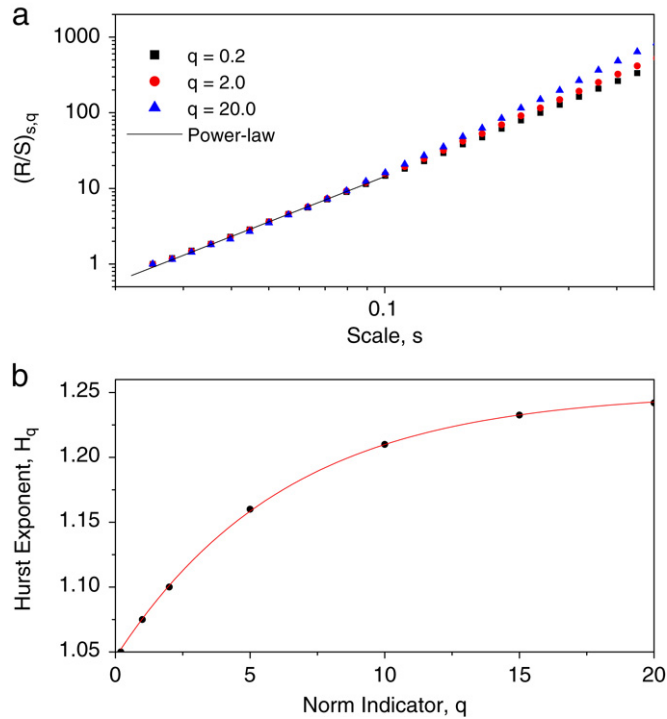 a
1000
100
10
1
(R/S)s,q
q = 0.2
q = 2.0
q = 20.0
Power-law
0.1
Scale, s
b
1.25
1.20
1.15
1.10
1.05
Hurst Exponent, Hq
0
5
10
15
20
Norm Indicator, q